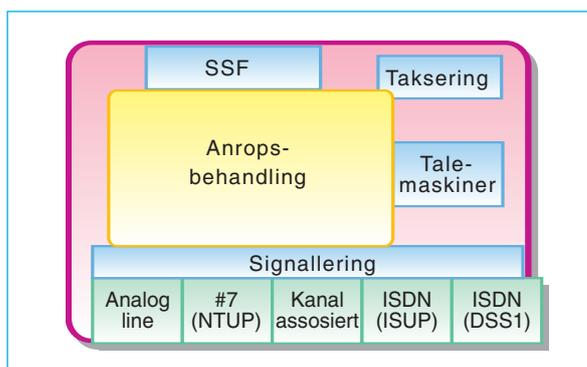 SSF
Taksering
Anrops-
behandling
Tale-
maskiner
Signallering
Analog
line
#7
(NTUP)
Kanal
assosiert
ISDN
(ISUP)
ISDN
(DSS1)